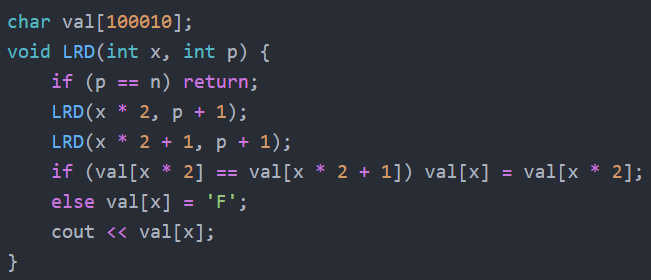 char val[100010];
void LRD(int x, int p) {
    if (p == n) return;
    LRD(x * 2, p + 1);
    LRD(x * 2 + 1, p + 1);
    if (val[x * 2] == val[x * 2 + 1]) val[x] = val[x * 2];
    else val[x] = 'F';
    cout << val[x];
}